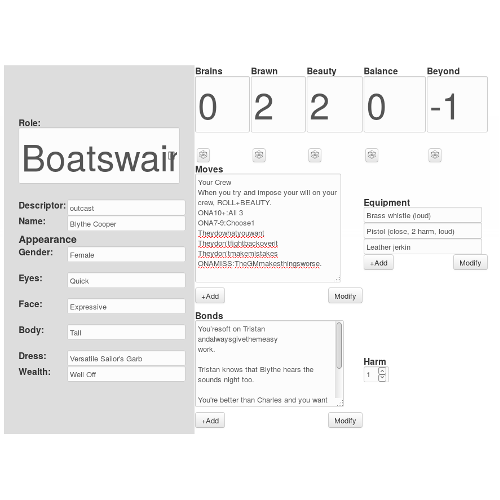 Role:
Boatswain
Descriptor: outcast
Name: Blythe Cooper
Appearance
Gender: Female
Eyes: Quick
Face: Expressive
Body: Tall
Dress: Versatile Sailor's Garb
Wealth: Well Off
Brains Brawn Beauty Balance Beyond
0 2 2 0 -1
Moves
Your Crew
When you try and impose your will on your
crew, ROLL+BEAUTY.
ONA10+:All 3
ONA7-9:Choose1
Theydowhatyouwant
Theydon'tfightbackovert
Theydon'tmakemistakes
ONAMISS:TheGMmakesthingsworse.
+Add Modify
Bonds
You'resoft on Tristan
andalwaysgivethemeasy
work.
Tristan knows that Blythe hears the
sounds night too.
You're better than Charles and you want
+Add Modify
Equipment
Brass whistle (loud)
Pistol (close, 2 harm, loud)
Leather jerkin
+Add Modify
Harm
1